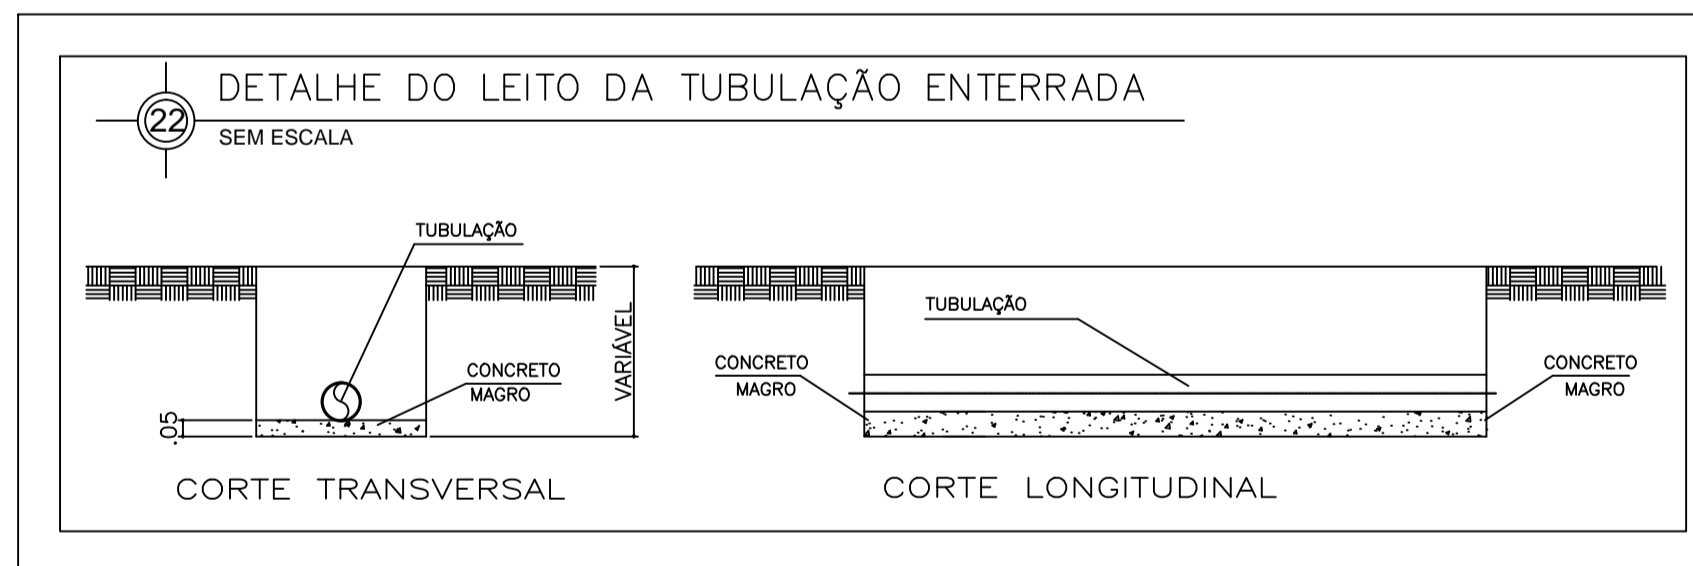 DETALHE DO LEITO DA TUBULAÇÃO ENTERRADA
22
SEM ESCALA
TUBULAÇÃO
CONCRETO
MAGRO
VARIÁVEL
.05
CORTE TRANSVERSAL
TUBULAÇÃO
CONCRETO
MAGRO
CONCRETO
MAGRO
CORTE LONGITUDINAL